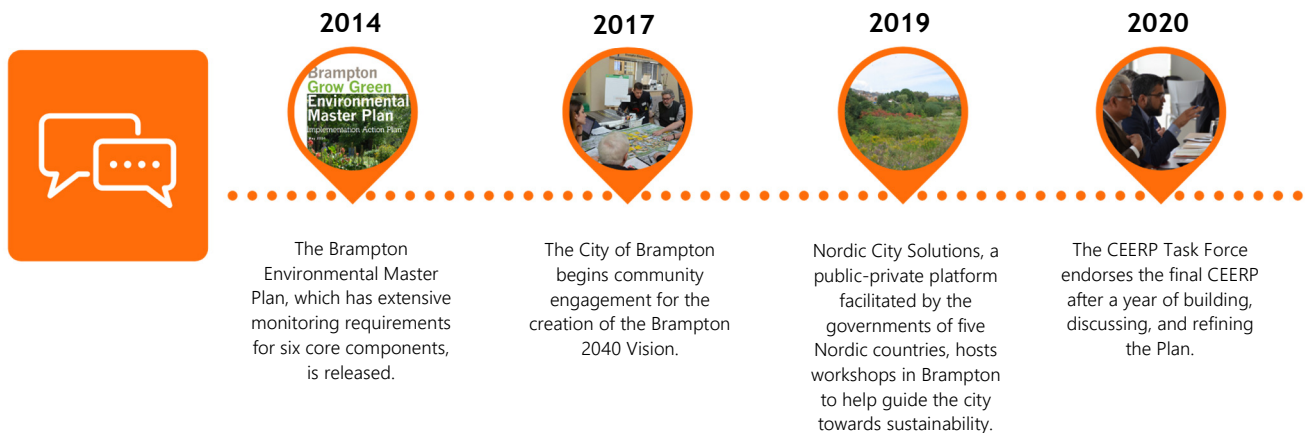 2014
Brampton
Grow Green
Environmental
Master Plan
Implementation Action Plan
The Brampton
Environmental Master
Plan, which has extensive
monitoring requirements
for six core components,
is released.
2017
The City of Brampton
begins community
engagement for the
creation of the Brampton
2040 Vision.
2019
Nordic City Solutions, a
public-private platform
facilitated by the
governments of five
Nordic countries, hosts
workshops in Brampton
to help guide the city
towards sustainability.
2020
The CEERP Task Force
endorses the final CEERP
after a year of building,
discussing, and refining
the Plan.